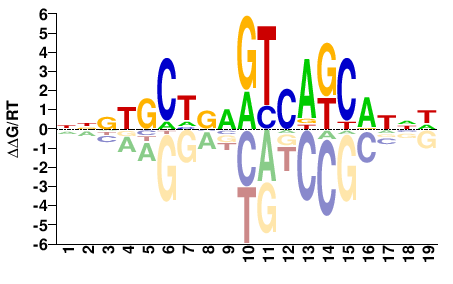 6
5
4
3
2
1
0
-1
-2
-3
-4
-5
-6
ΔΔG/RT
G T G C T G A G T C A G C A T T
A C T
A A G G A C A T C C G C G
T G
1 2 3 4 5 6 7 8 9 10 11 12 13 14 15 16 17 18 19